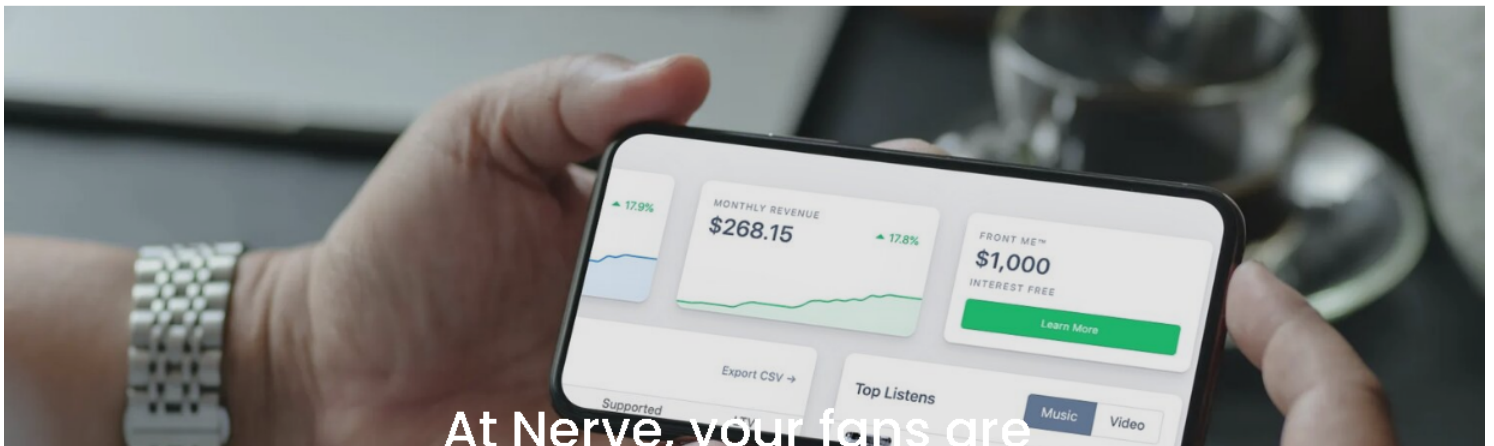 17.9%
MONTHLY REVENUE
$268.15
17.8%
FRONT ME™
$1,000
INTEREST FREE
Learn More
Export CSV →
Supported
LTV
Top Listens
Music
Video
At Nerve, your fans are